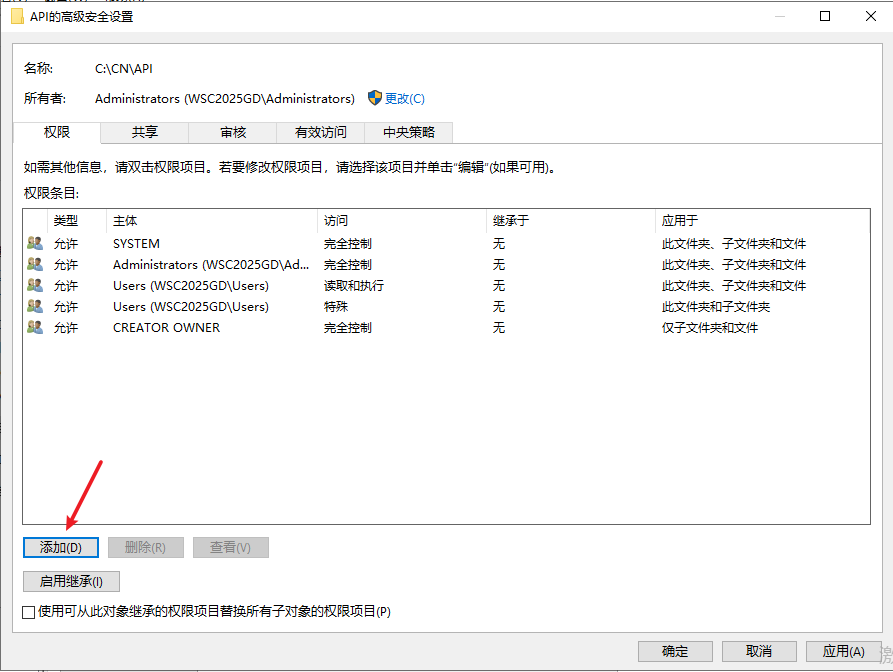 API的高级安全设置
名称: C:\CN\API
所有者: Administrators (WSC2025GD\Administrators) 更改(C)
权限 共享 审核 有效访问 中央策略
如需其他信息，请双击权限项目。若要修改权限项目，请选择该项目并单击“编辑”(如果可用)。
权限条目:
类型 主体 访问 继承于 应用于
允许 SYSTEM 完全控制 无 此文件夹、子文件夹和文件
允许 Administrators (WSC2025GD\Ad... 完全控制 无 此文件夹、子文件夹和文件
允许 Users (WSC2025GD\Users) 读取和执行 无 此文件夹、子文件夹和文件
允许 Users (WSC2025GD\Users) 特殊 无 此文件夹和子文件夹
允许 CREATOR OWNER 完全控制 无 仅子文件夹和文件
添加(D) 删除(R) 查看(V)
启用继承(I)
使用可从此对象继承的权限项目替换所有子对象的权限项目(P)
确定 取消 应用(A)